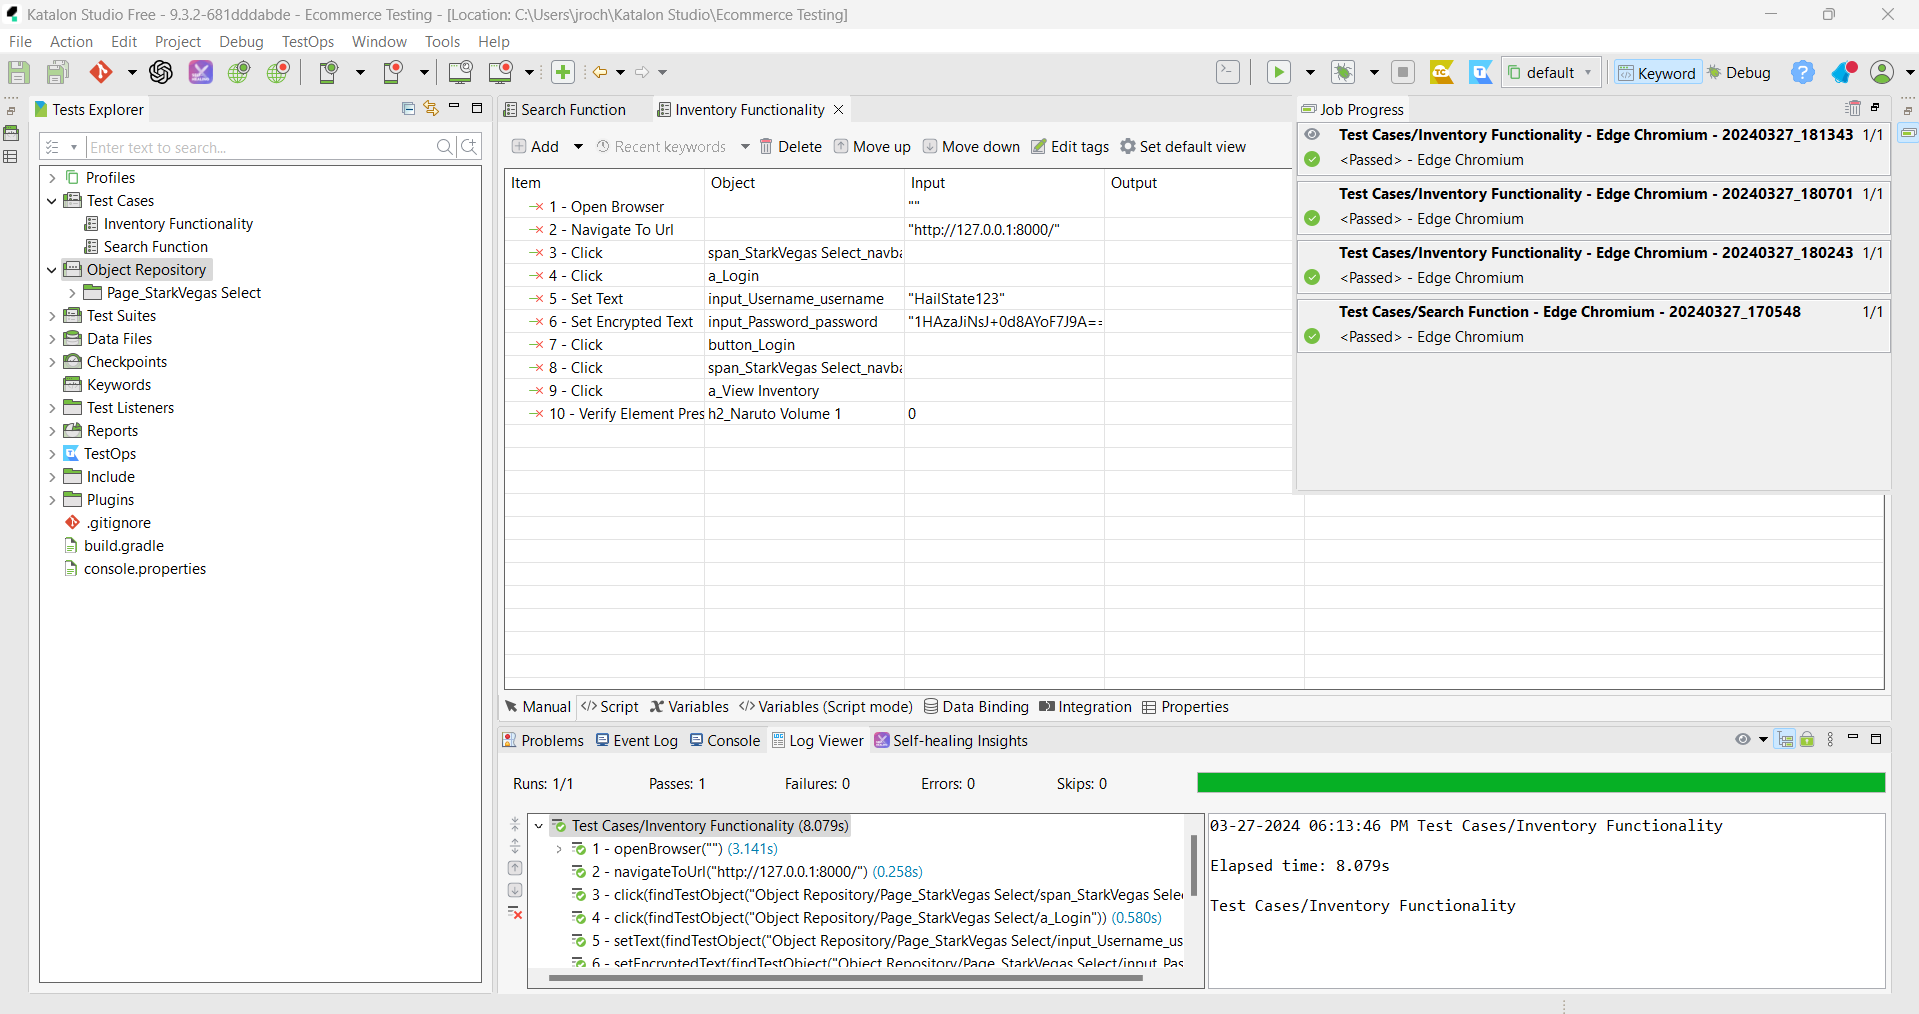 Katalon Studio Free - 9.3.2-681dddabde - Ecommerce Testing - [Location: C:\Users\jroch\Katalon Studio\Ecommerce Testing]
File Action Edit Project Debug TestOps Window Tools Help
default Keyword Debug
Tests Explorer
Enter text to search...
Profiles
Test Cases
Inventory Functionality
Search Function
Object Repository
Page_StarkVegas Select
Test Suites
Data Files
Checkpoints
Keywords
Test Listeners
Reports
TestOps
Include
Plugins
.gitignore
build.gradle
console.properties
Search Function Inventory Functionality
Add Recent keywords Delete Move up Move down Edit tags Set default view
Item Object Input Output
1 - Open Browser ""
2 - Navigate To Url "http://127.0.0.1:8000/"
3 - Click span_StarkVegas Select_navba
4 - Click a_Login
5 - Set Text input_Username_username "HailState123"
6 - Set Encrypted Text input_Password_password "1HAzaJiNsJ+0d8AYoF7J9A==
7 - Click button_Login
8 - Click span_StarkVegas Select_navba
9 - Click a_View Inventory
10 - Verify Element Pres h2_Naruto Volume 1 0
Job Progress
Test Cases/Inventory Functionality - Edge Chromium - 20240327_181343 1/1
<Passed> - Edge Chromium
Test Cases/Inventory Functionality - Edge Chromium - 20240327_180701 1/1
<Passed> - Edge Chromium
Test Cases/Inventory Functionality - Edge Chromium - 20240327_180243 1/1
<Passed> - Edge Chromium
Test Cases/Search Function - Edge Chromium - 20240327_170548 1/1
<Passed> - Edge Chromium
Manual </> Script Variables </> Variables (Script mode) Data Binding Integration Properties
Problems Event Log Console Log Viewer Self-healing Insights
Runs: 1/1 Passes: 1 Failures: 0 Errors: 0 Skips: 0
Test Cases/Inventory Functionality (8.079s)
1 - openBrowser("") (3.141s)
2 - navigateToUrl("http://127.0.0.1:8000/") (0.258s)
3 - click(findTestObject("Object Repository/Page_StarkVegas Select/span_StarkVegas Sele
4 - click(findTestObject("Object Repository/Page_StarkVegas Select/a_Login")) (0.580s)
5 - setText(findTestObject("Object Repository/Page_StarkVegas Select/input_Username_us
6 - setEncryptedText(findTestObject("Object Repository/Page_StarkVegas Select/input_Pas
03-27-2024 06:13:46 PM Test Cases/Inventory Functionality
Elapsed time: 8.079s
Test Cases/Inventory Functionality